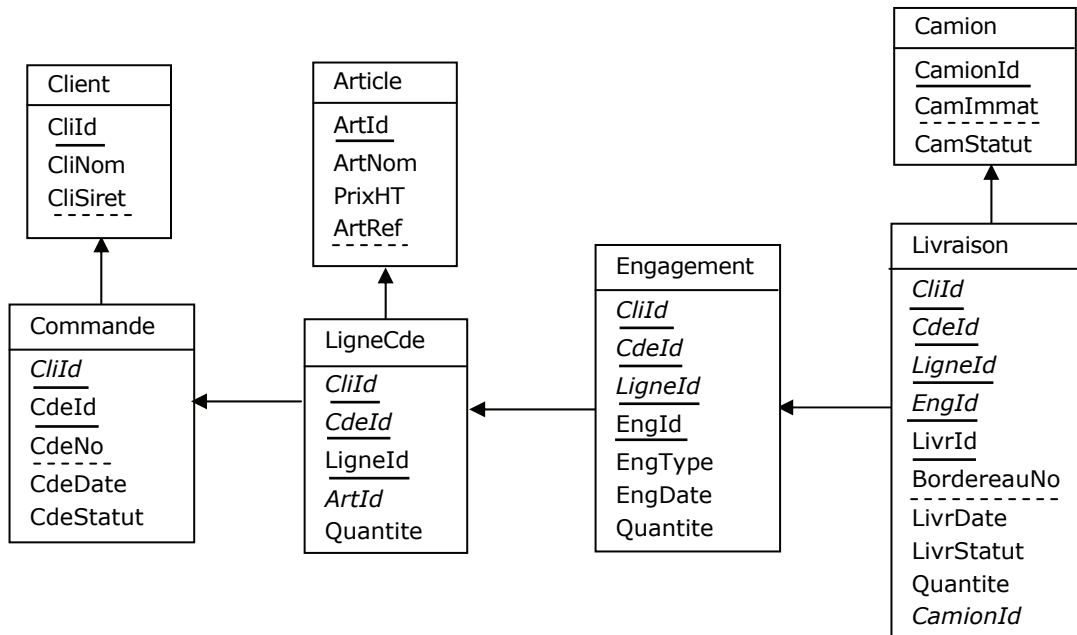 Client
CliId
CliNom
CliSiret
Article
ArtId
ArtNom
PrixHT
ArtRef
Camion
CamionId
CamImmat
CamStatut
Commande
CliId
CdeId
CdeNo
CdeDate
CdeStatut
LigneCde
CliId
CdeId
LigneId
ArtId
Quantite
Engagement
CliId
CdeId
LigneId
EngId
EngType
EngDate
Quantite
Livraison
CliId
CdeId
LigneId
EngId
LivrId
BordereauNo
LivrDate
LivrStatut
Quantite
CamionId